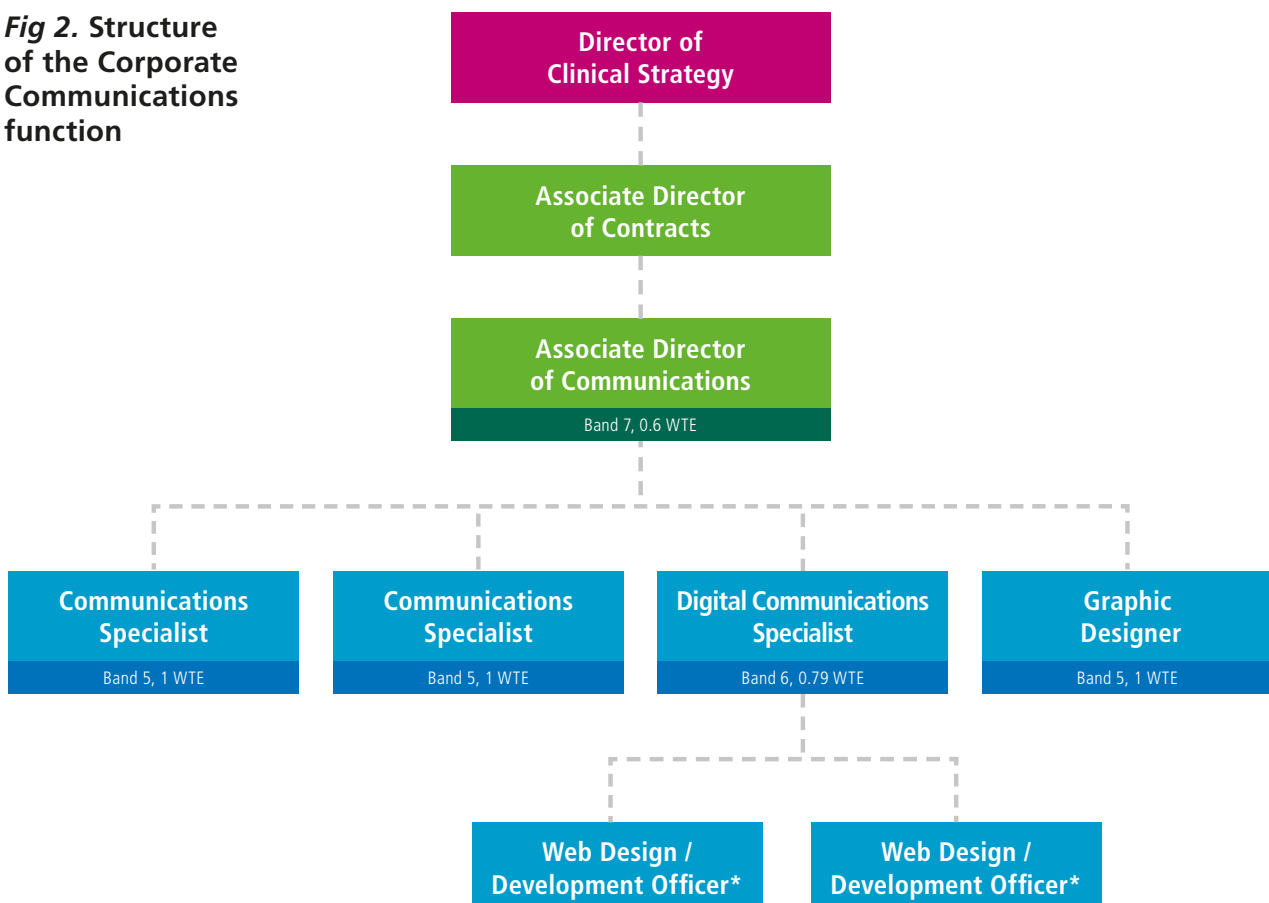 Fig 2. Structure
of the Corporate
Communications
function
Director of
Clinical Strategy
Associate Director
of Contracts
Associate Director
of Communications
Band 7, 0.6 WTE
Communications
Specialist
Band 5, 1 WTE
Communications
Specialist
Band 5, 1 WTE
Digital Communications
Specialist
Band 6, 0.79 WTE
Graphic
Designer
Band 5, 1 WTE
Web Design /
Development Officer*
Web Design /
Development Officer*